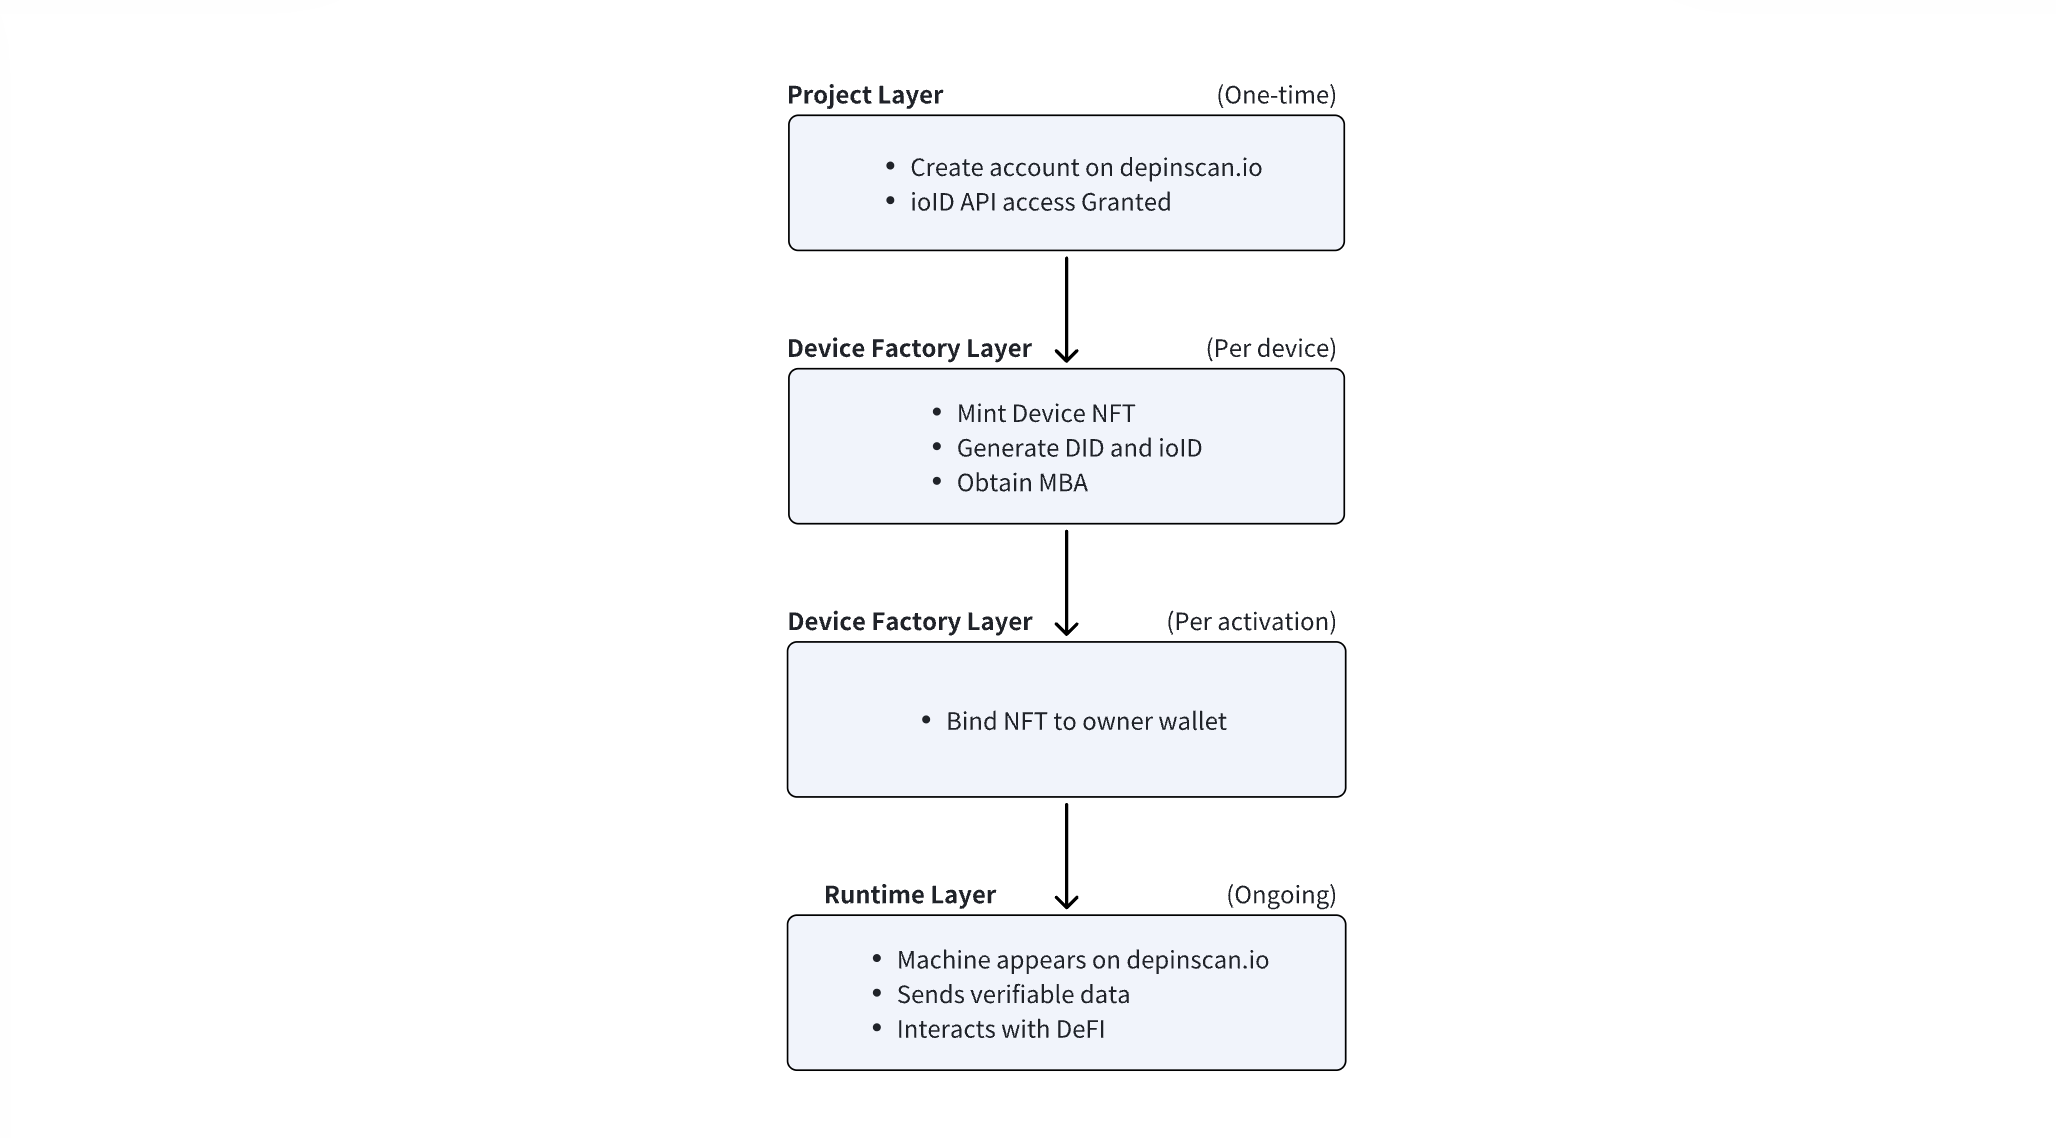 Project Layer (One-time)
• Create account on depinscan.io
• ioID API access Granted
Device Factory Layer (Per device)
• Mint Device NFT
• Generate DID and ioID
• Obtain MBA
Device Factory Layer (Per activation)
• Bind NFT to owner wallet
Runtime Layer (Ongoing)
• Machine appears on depinscan.io
• Sends verifiable data
• Interacts with DeFI